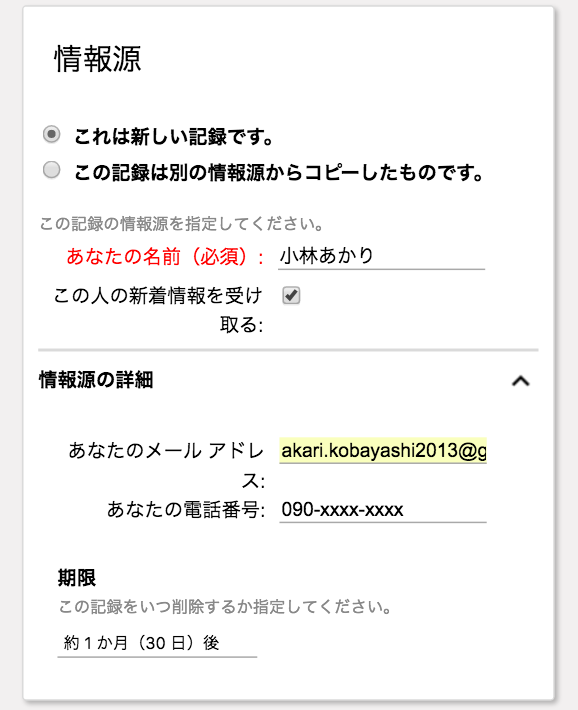 情報源
これは新しい記録です。
この記録は別の情報源からコピーしたものです。
この記録の情報源を指定してください。
あなたの名前（必須）: 小林あかり
この人の新着情報を受け
取る:
情報源の詳細
あなたのメール アドレ
ス: akari.kobayashi2013@g
あなたの電話番号: 090-xxxx-xxxx
期限
この記録をいつ削除するか指定してください。
約１か月（30 日）後